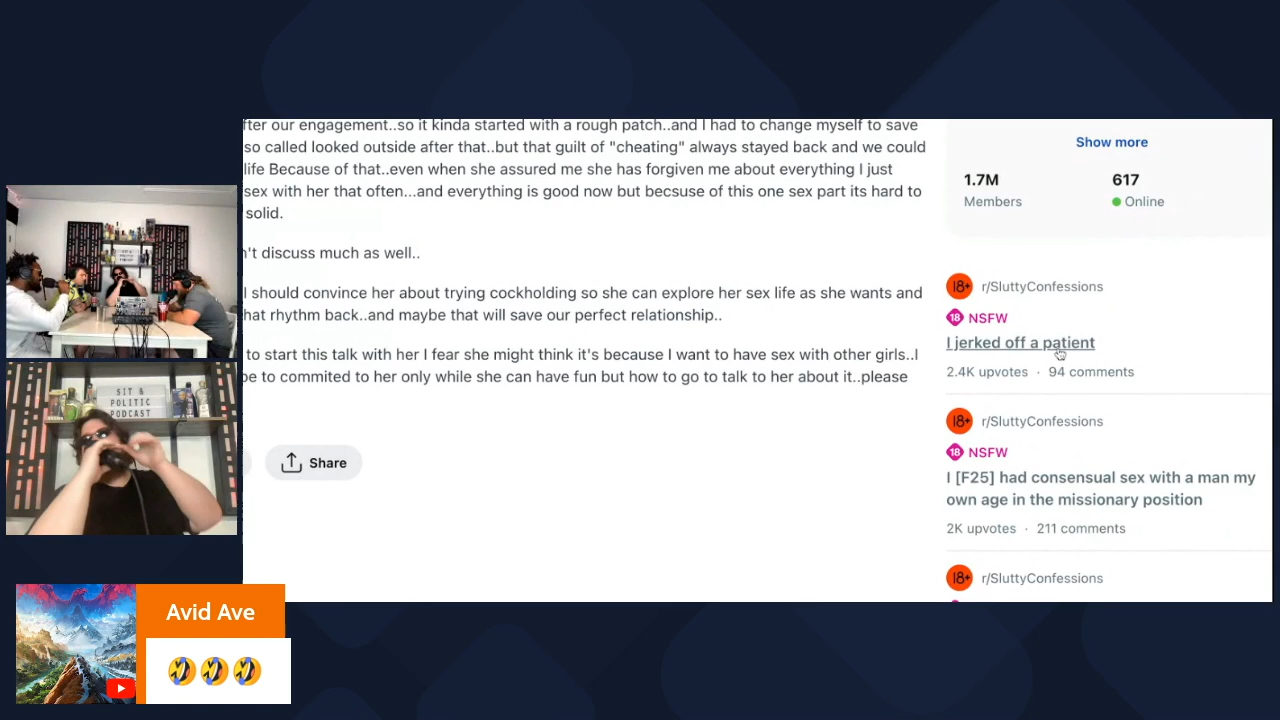 fter our engagement..so it kinda started with a rough patch..and I had to change myself to save
so called looked outside after that..but that guilt of "cheating" always stayed back and we could
life Because of that..even when she assured me she has forgiven me about everything I just
sex with her that often...and everything is good now but becsuse of this one sex part its hard to
solid.
n't discuss much as well..
I should convince her about trying cockholding so she can explore her sex life as she wants and
hat rhythm back..and maybe that will save our perfect relationship..
to start this talk with her I fear she might think it's because I want to have sex with other girls..I
be to commited to her only while she can have fun but how to go to talk to her about it..please
Share
Show more
1.7M
Members
617
Online
18+ r/SluttyConfessions
18 NSFW
I jerked off a patient
2.4K upvotes · 94 comments
18+ r/SluttyConfessions
18 NSFW
I [F25] had consensual sex with a man my
own age in the missionary position
2K upvotes · 211 comments
18+ r/SluttyConfessions
SIT &
POLITIC
PODCAST
Avid Ave
🤣🤣🤣